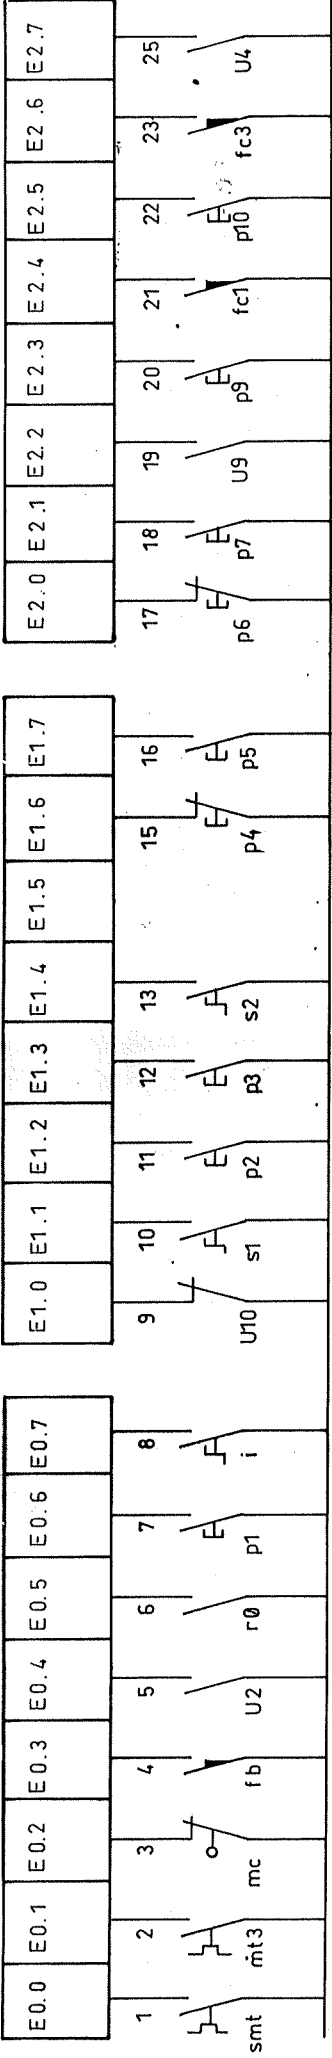 E0.0 E0.1 E0.2 E0.3 E0.4 E0.5 E0.6 E0.7
1 2 3 4 5 6 7 8
smt mt3 mc fb U2 r0 p1 i
E1.0 E1.1 E1.2 E1.3 E1.4 E1.5 E1.6 E1.7
9 10 11 12 13 15 16
U10 s1 p2 p3 s2 p4 p5
E2.0 E2.1 E2.2 E2.3 E2.4 E2.5 E2.6 E2.7
17 18 19 20 21 22 23 25
p6 p7 U9 p9 fc1 p10 fc3 U4